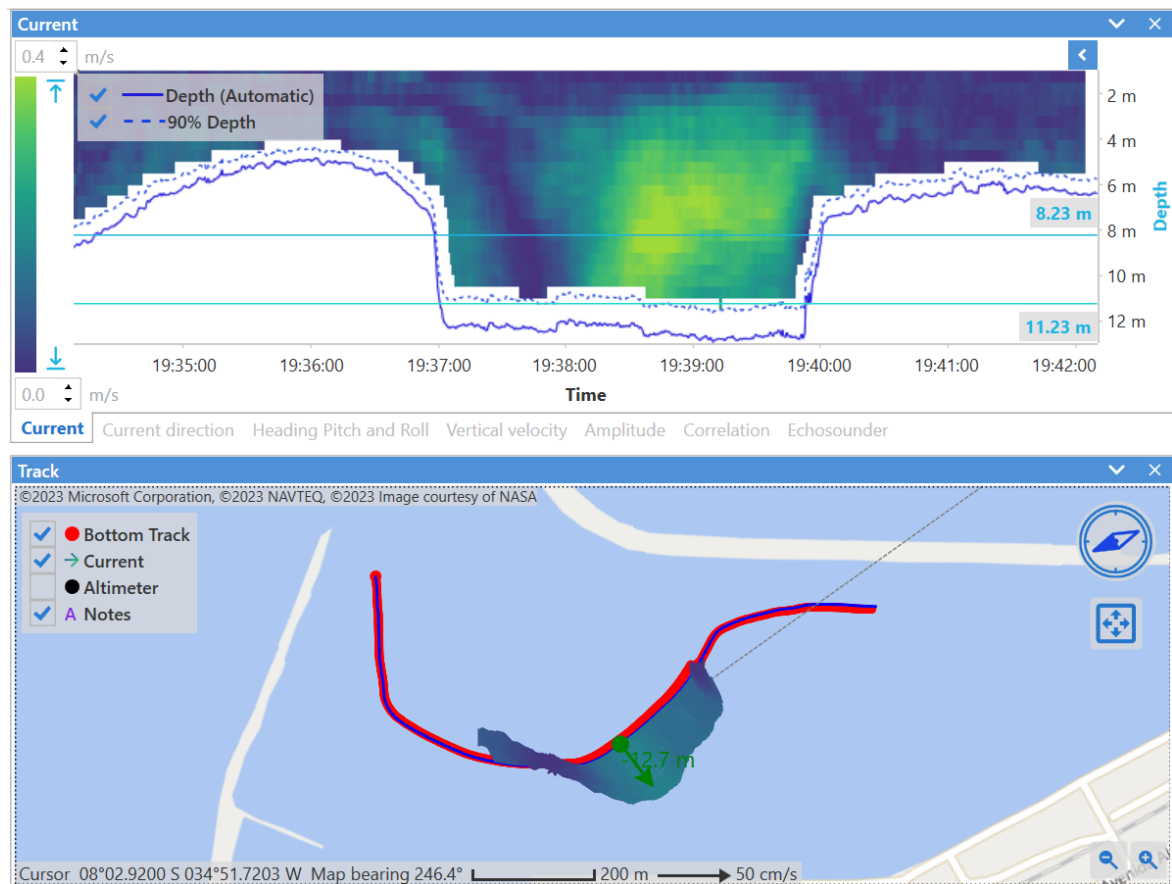 Current
0.4 m/s
Depth (Automatic)
90% Depth
2 m
4 m
6 m
8 m
10 m
12 m
8.23 m
11.23 m
Depth
19:35:00 19:36:00 19:37:00 19:38:00 19:39:00 19:40:00 19:41:00 19:42:00
0.0 m/s
Time
Current Current direction Heading Pitch and Roll Vertical velocity Amplitude Correlation Echosounder
Track
©2023 Microsoft Corporation, ©2023 NAVTEQ, ©2023 Image courtesy of NASA
Bottom Track
Current
Altimeter
A Notes
-12.7 m
Cursor 08°02.9200 S 034°51.7203 W Map bearing 246.4° 200 m 50 cm/s